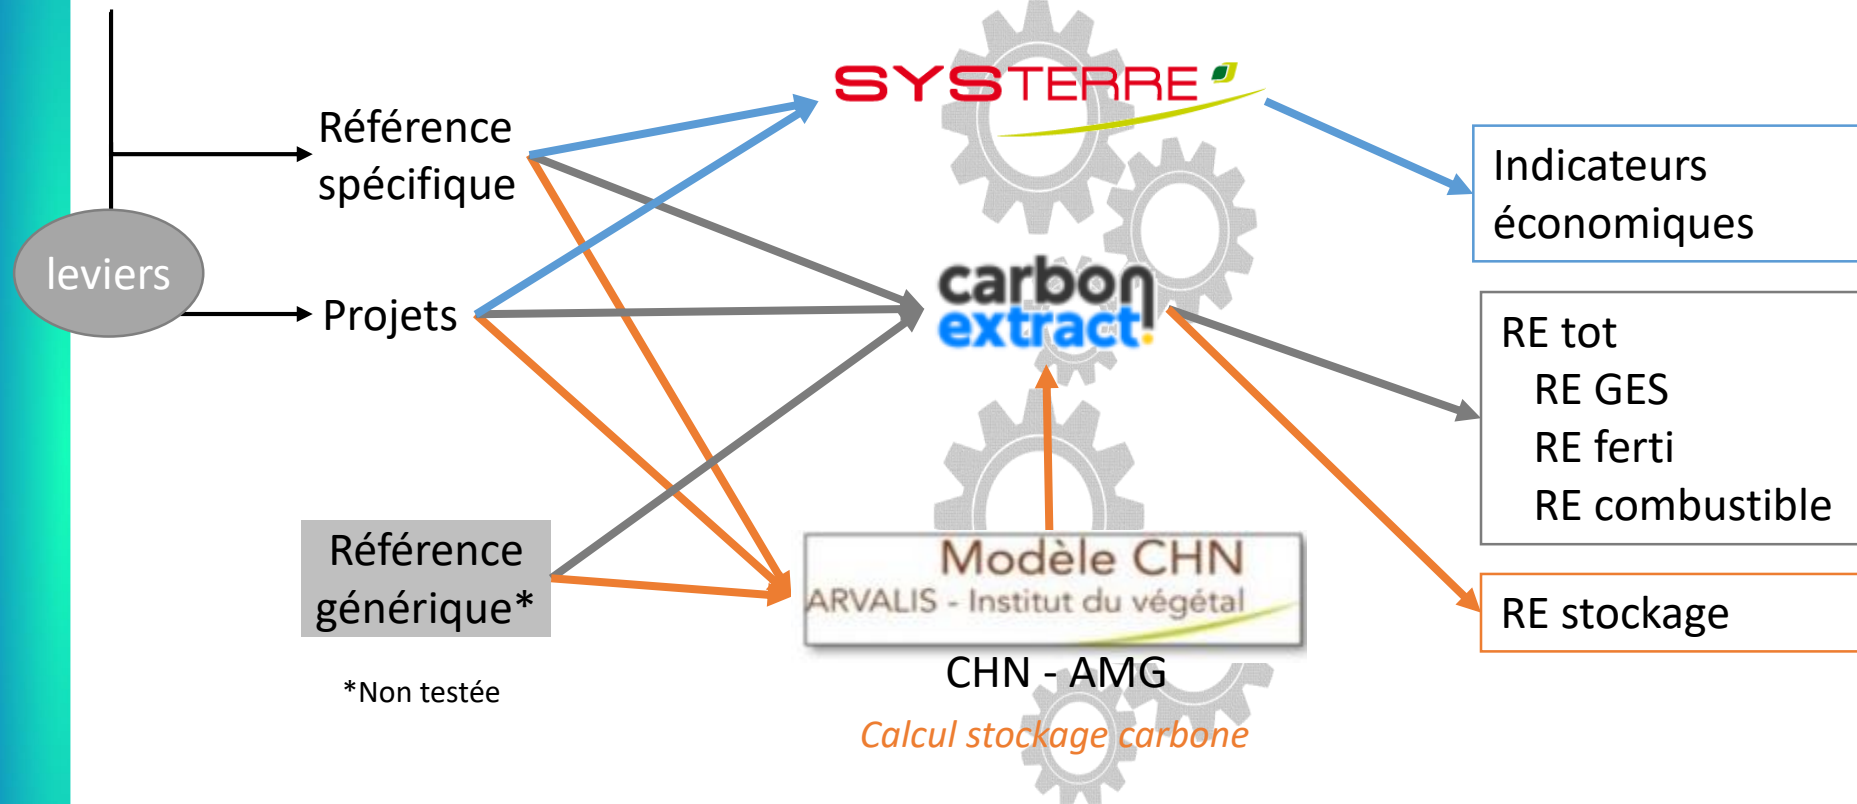 leviers
Référence
spécifique
Projets
Référence
générique*
*Non testée
SYSTERRE
carbon
extract!
Modèle CHN
ARVALIS - Institut du végétal
CHN - AMG
Calcul stockage carbone
Indicateurs
économiques
RE tot
RE GES
RE ferti
RE combustible
RE stockage